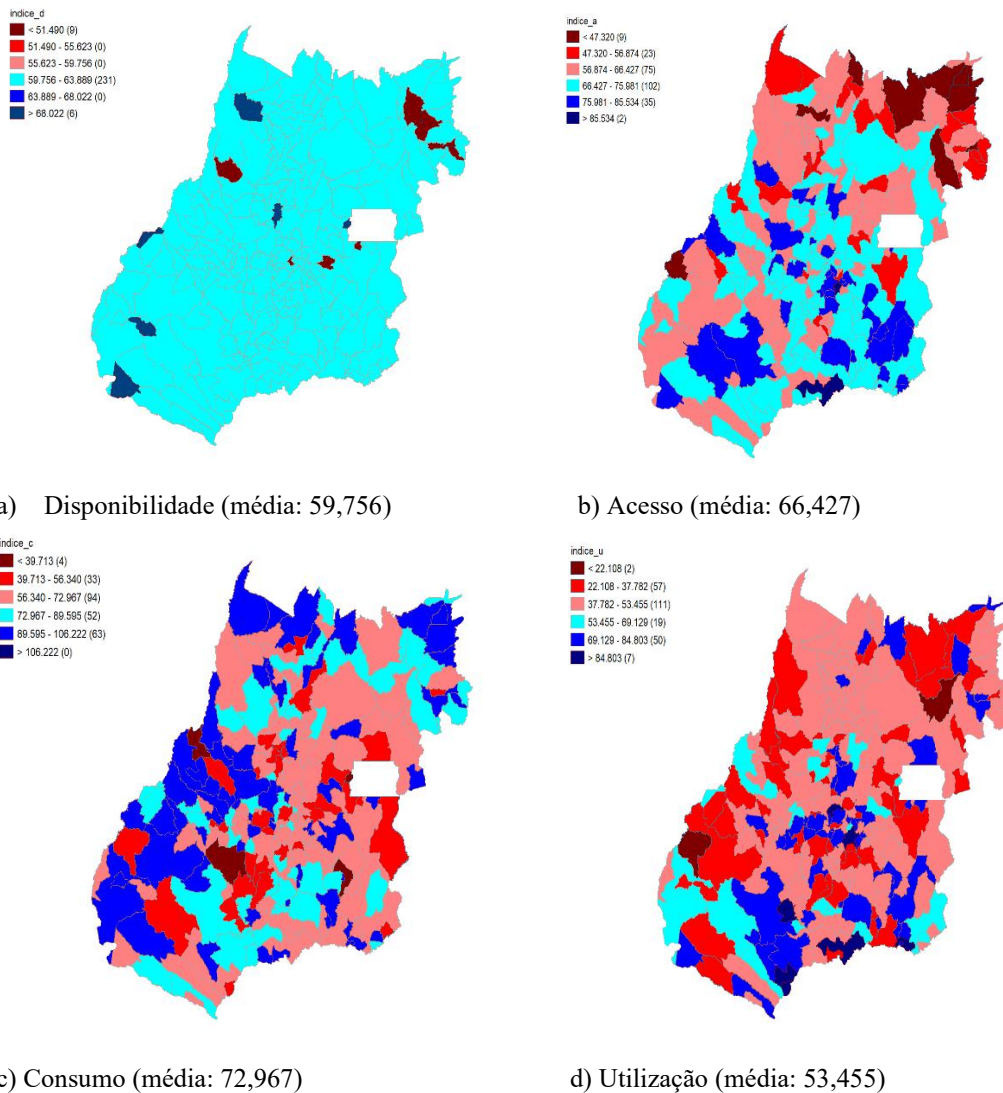 indice_d
< 51.490 (9)
51.490 - 55.623 (0)
55.623 - 59.756 (0)
59.756 - 63.889 (231)
63.889 - 68.022 (0)
> 68.022 (6)
indice_a
< 47.320 (9)
47.320 - 56.874 (23)
56.874 - 66.427 (75)
66.427 - 75.981 (102)
75.981 - 85.534 (35)
> 85.534 (2)
a) Disponibilidade (média: 59,756)
b) Acesso (média: 66,427)
indice_c
< 39.713 (4)
39.713 - 56.340 (33)
56.340 - 72.967 (94)
72.967 - 89.595 (52)
89.595 - 106.222 (63)
> 106.222 (0)
indice_u
< 22.108 (2)
22.108 - 37.782 (57)
37.782 - 53.455 (111)
53.455 - 69.129 (19)
69.129 - 84.803 (50)
> 84.803 (7)
c) Consumo (média: 72,967)
d) Utilização (média: 53,455)